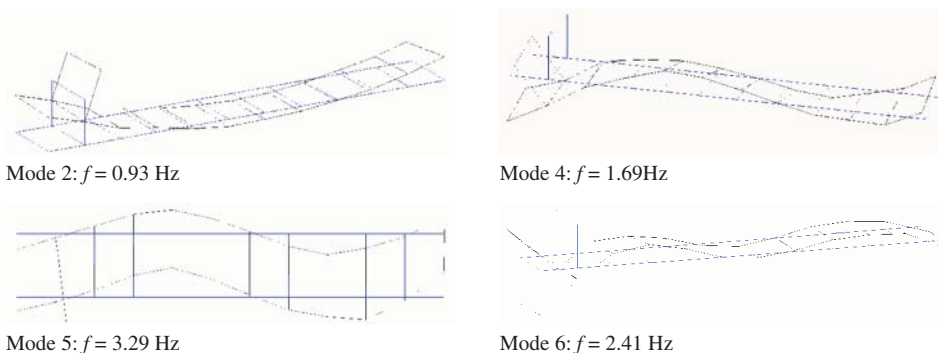 Mode 2: f = 0.93 Hz
Mode 4: f = 1.69Hz
Mode 5: f = 3.29 Hz
Mode 6: f = 2.41 Hz